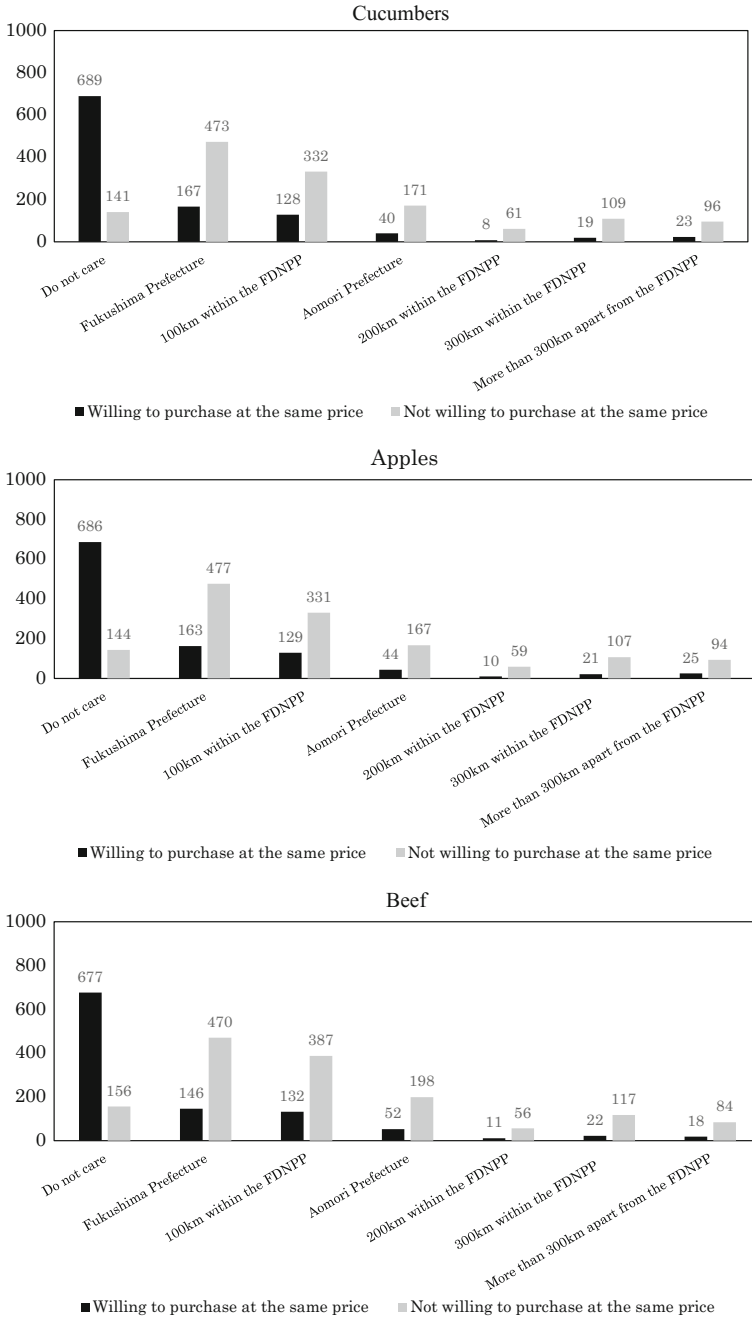 Cucumbers
1000
800
600
400
200
0
689
141
167
473
128
332
40
171
8
61
19
109
23
96
Do not care
Fukushima Prefecture
100km within the FDNPP
Aomori Prefecture
200km within the FDNPP
300km within the FDNPP
More than 300km apart from the FDNPP
Willing to purchase at the same price Not willing to purchase at the same price
Apples
1000
800
600
400
200
0
686
144
163
477
129
331
44
167
10
59
21
107
25
94
Do not care
Fukushima Prefecture
100km within the FDNPP
Aomori Prefecture
200km within the FDNPP
300km within the FDNPP
More than 300km apart from the FDNPP
Willing to purchase at the same price Not willing to purchase at the same price
Beef
1000
800
600
400
200
0
677
156
146
470
132
387
52
198
11
56
22
117
18
84
Do not care
Fukushima Prefecture
100km within the FDNPP
Aomori Prefecture
200km within the FDNPP
300km within the FDNPP
More than 300km apart from the FDNPP
Willing to purchase at the same price Not willing to purchase at the same price